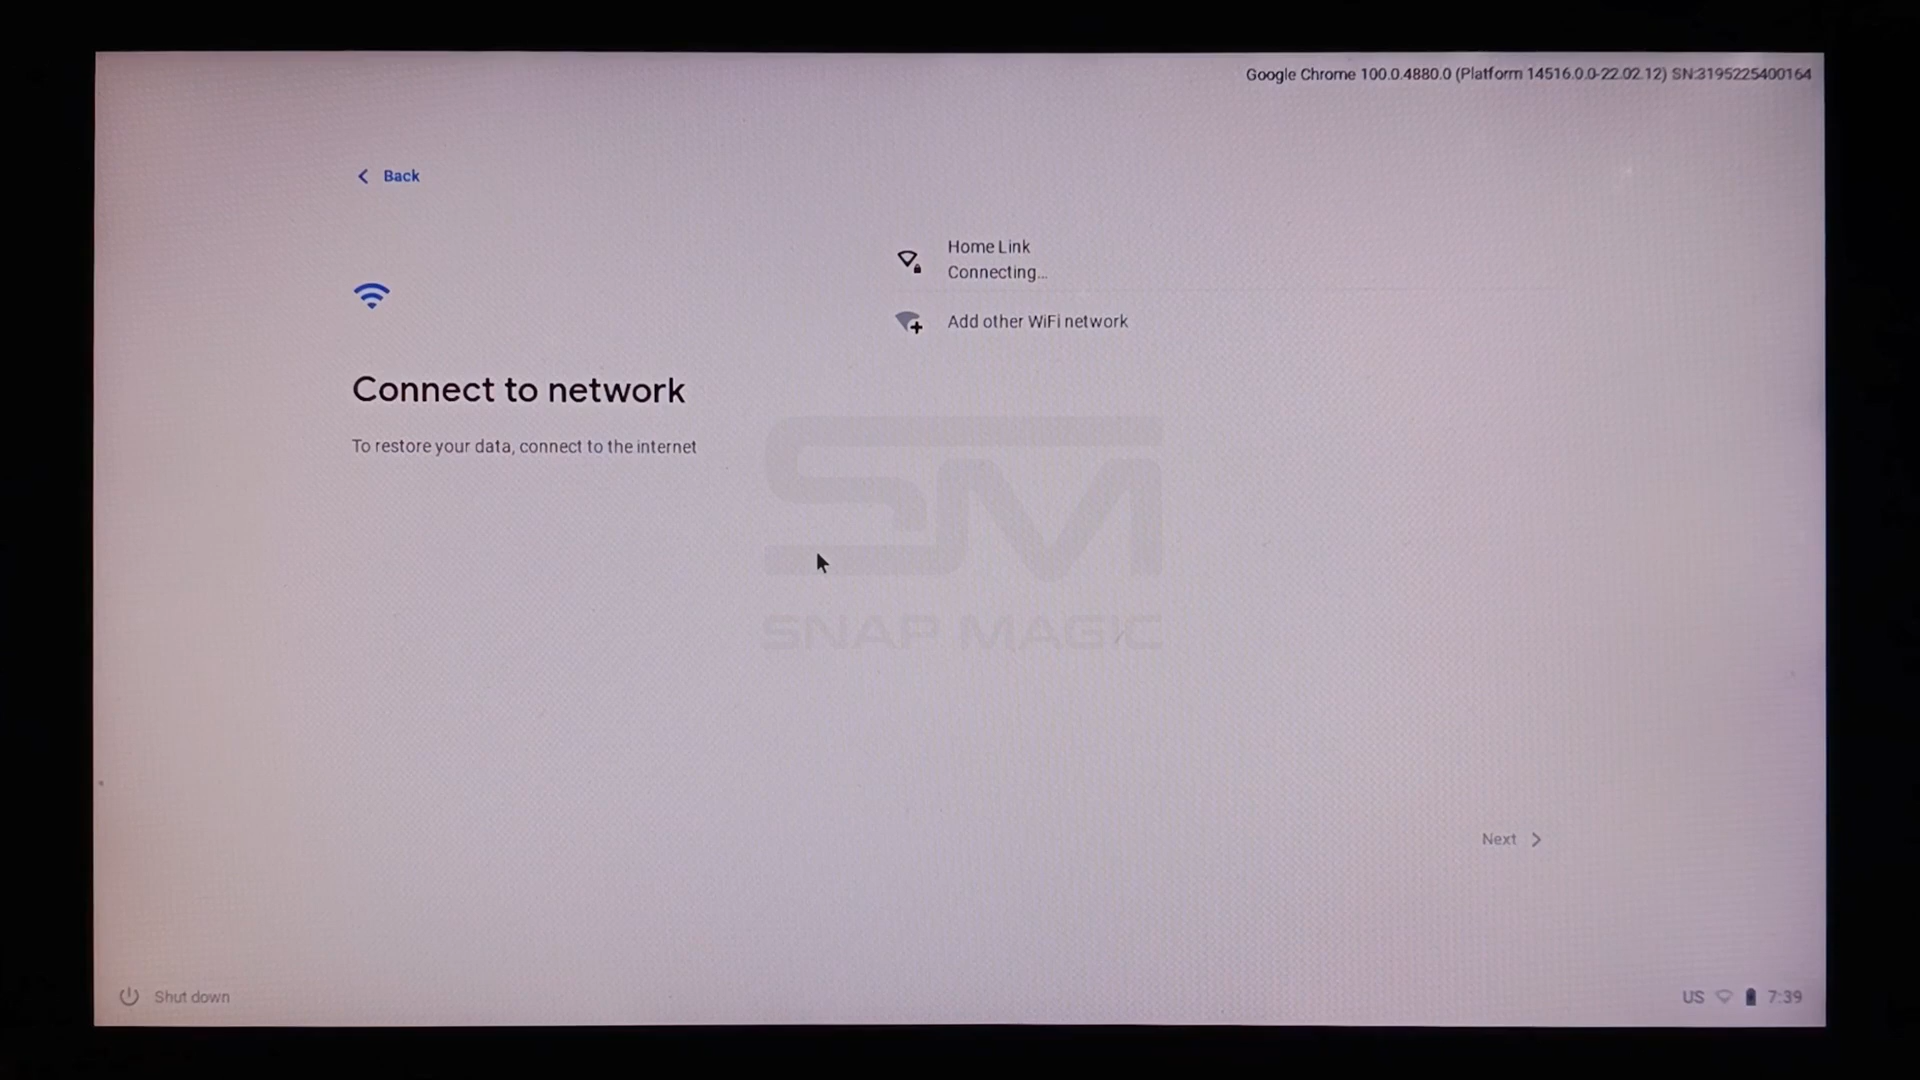 Google Chrome 100.0.4880.0 (Platform 14516.0.0-22.02.12) SN:3195225400164
Back
Home Link
Connecting...
Add other WiFi network
Connect to network
To restore your data, connect to the internet
SM
SNAP MAGIC
Next
Shut down
US 7:39